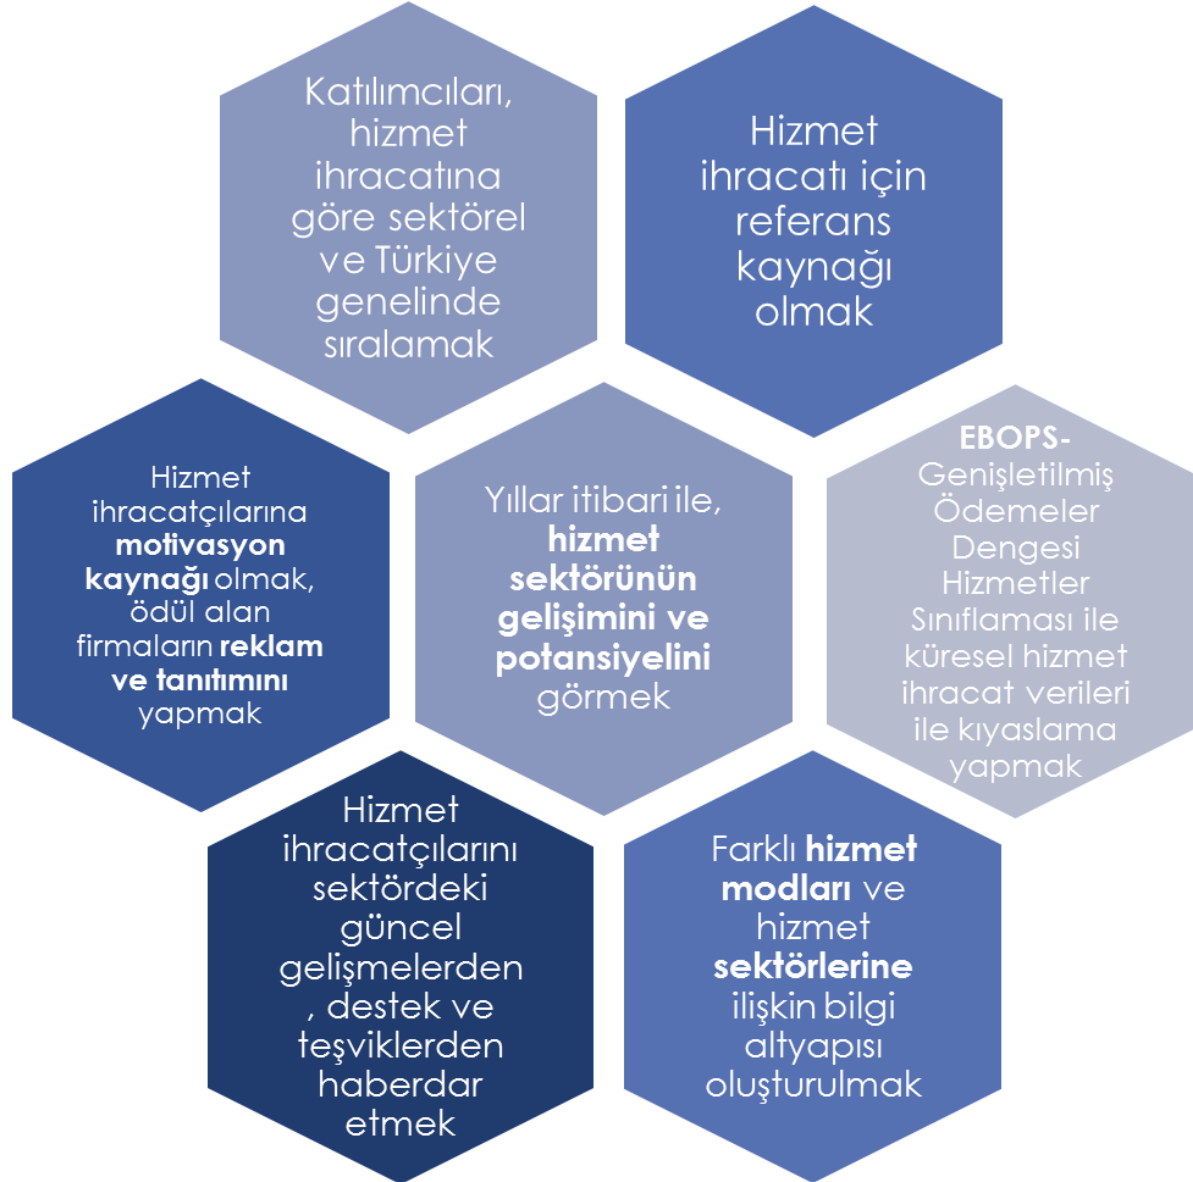 Katılımcıları,
hizmet
ihracatına
göre sektörel
ve Türkiye
genelinde
sıralamak
Hizmet
ihracatı için
referans
kaynağı
olmak
Hizmet
ihracatçılarına
motivasyon
kaynağı olmak,
ödül alan
firmaların reklam
ve tanıtımını
yapmak
Yıllar itibari ile,
hizmet
sektörünün
gelişimini ve
potansiyelini
görmek
EBOPS-
Genişletilmiş
Ödemeler
Dengesi
Hizmetler
Sınıflaması ile
küresel hizmet
ihracat verileri
ile kıyaslama
yapmak
Hizmet
ihracatçılarını
sektördeki
güncel
gelişmelerden
, destek ve
teşviklerden
haberdar
etmek
Farklı hizmet
modları ve
hizmet
sektörlerine
ilişkin bilgi
altyapısı
oluşturulmak